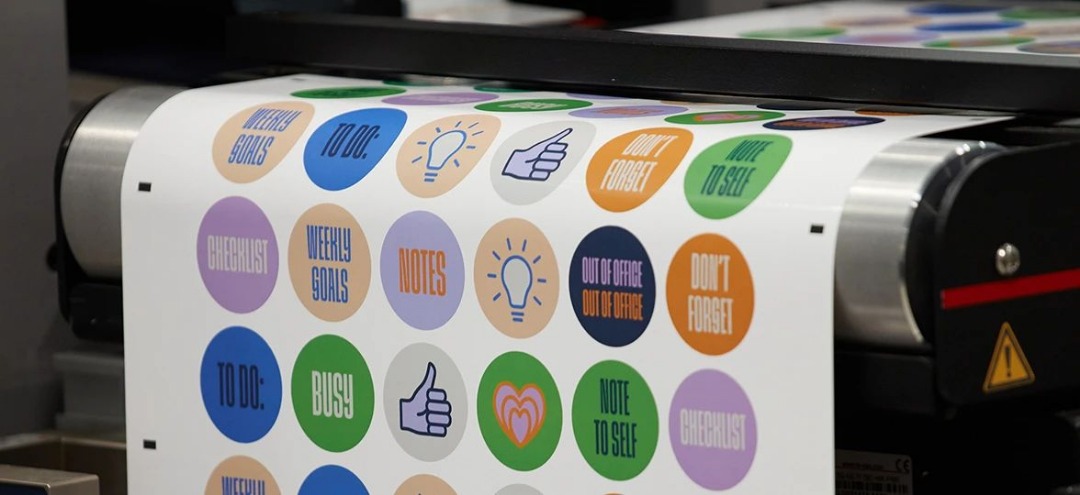 WEEKLY
GOALS
TO DO:
DON'T
FORGET
NOTE
TO SELF
CHECKLIST
WEEKLY
GOALS
NOTES
OUT OF OFFICE
OUT OF OFFICE
DON'T
FORGET
TO DO:
BUSY
NOTE
TO SELF
CHECKLIST
WEEKLY